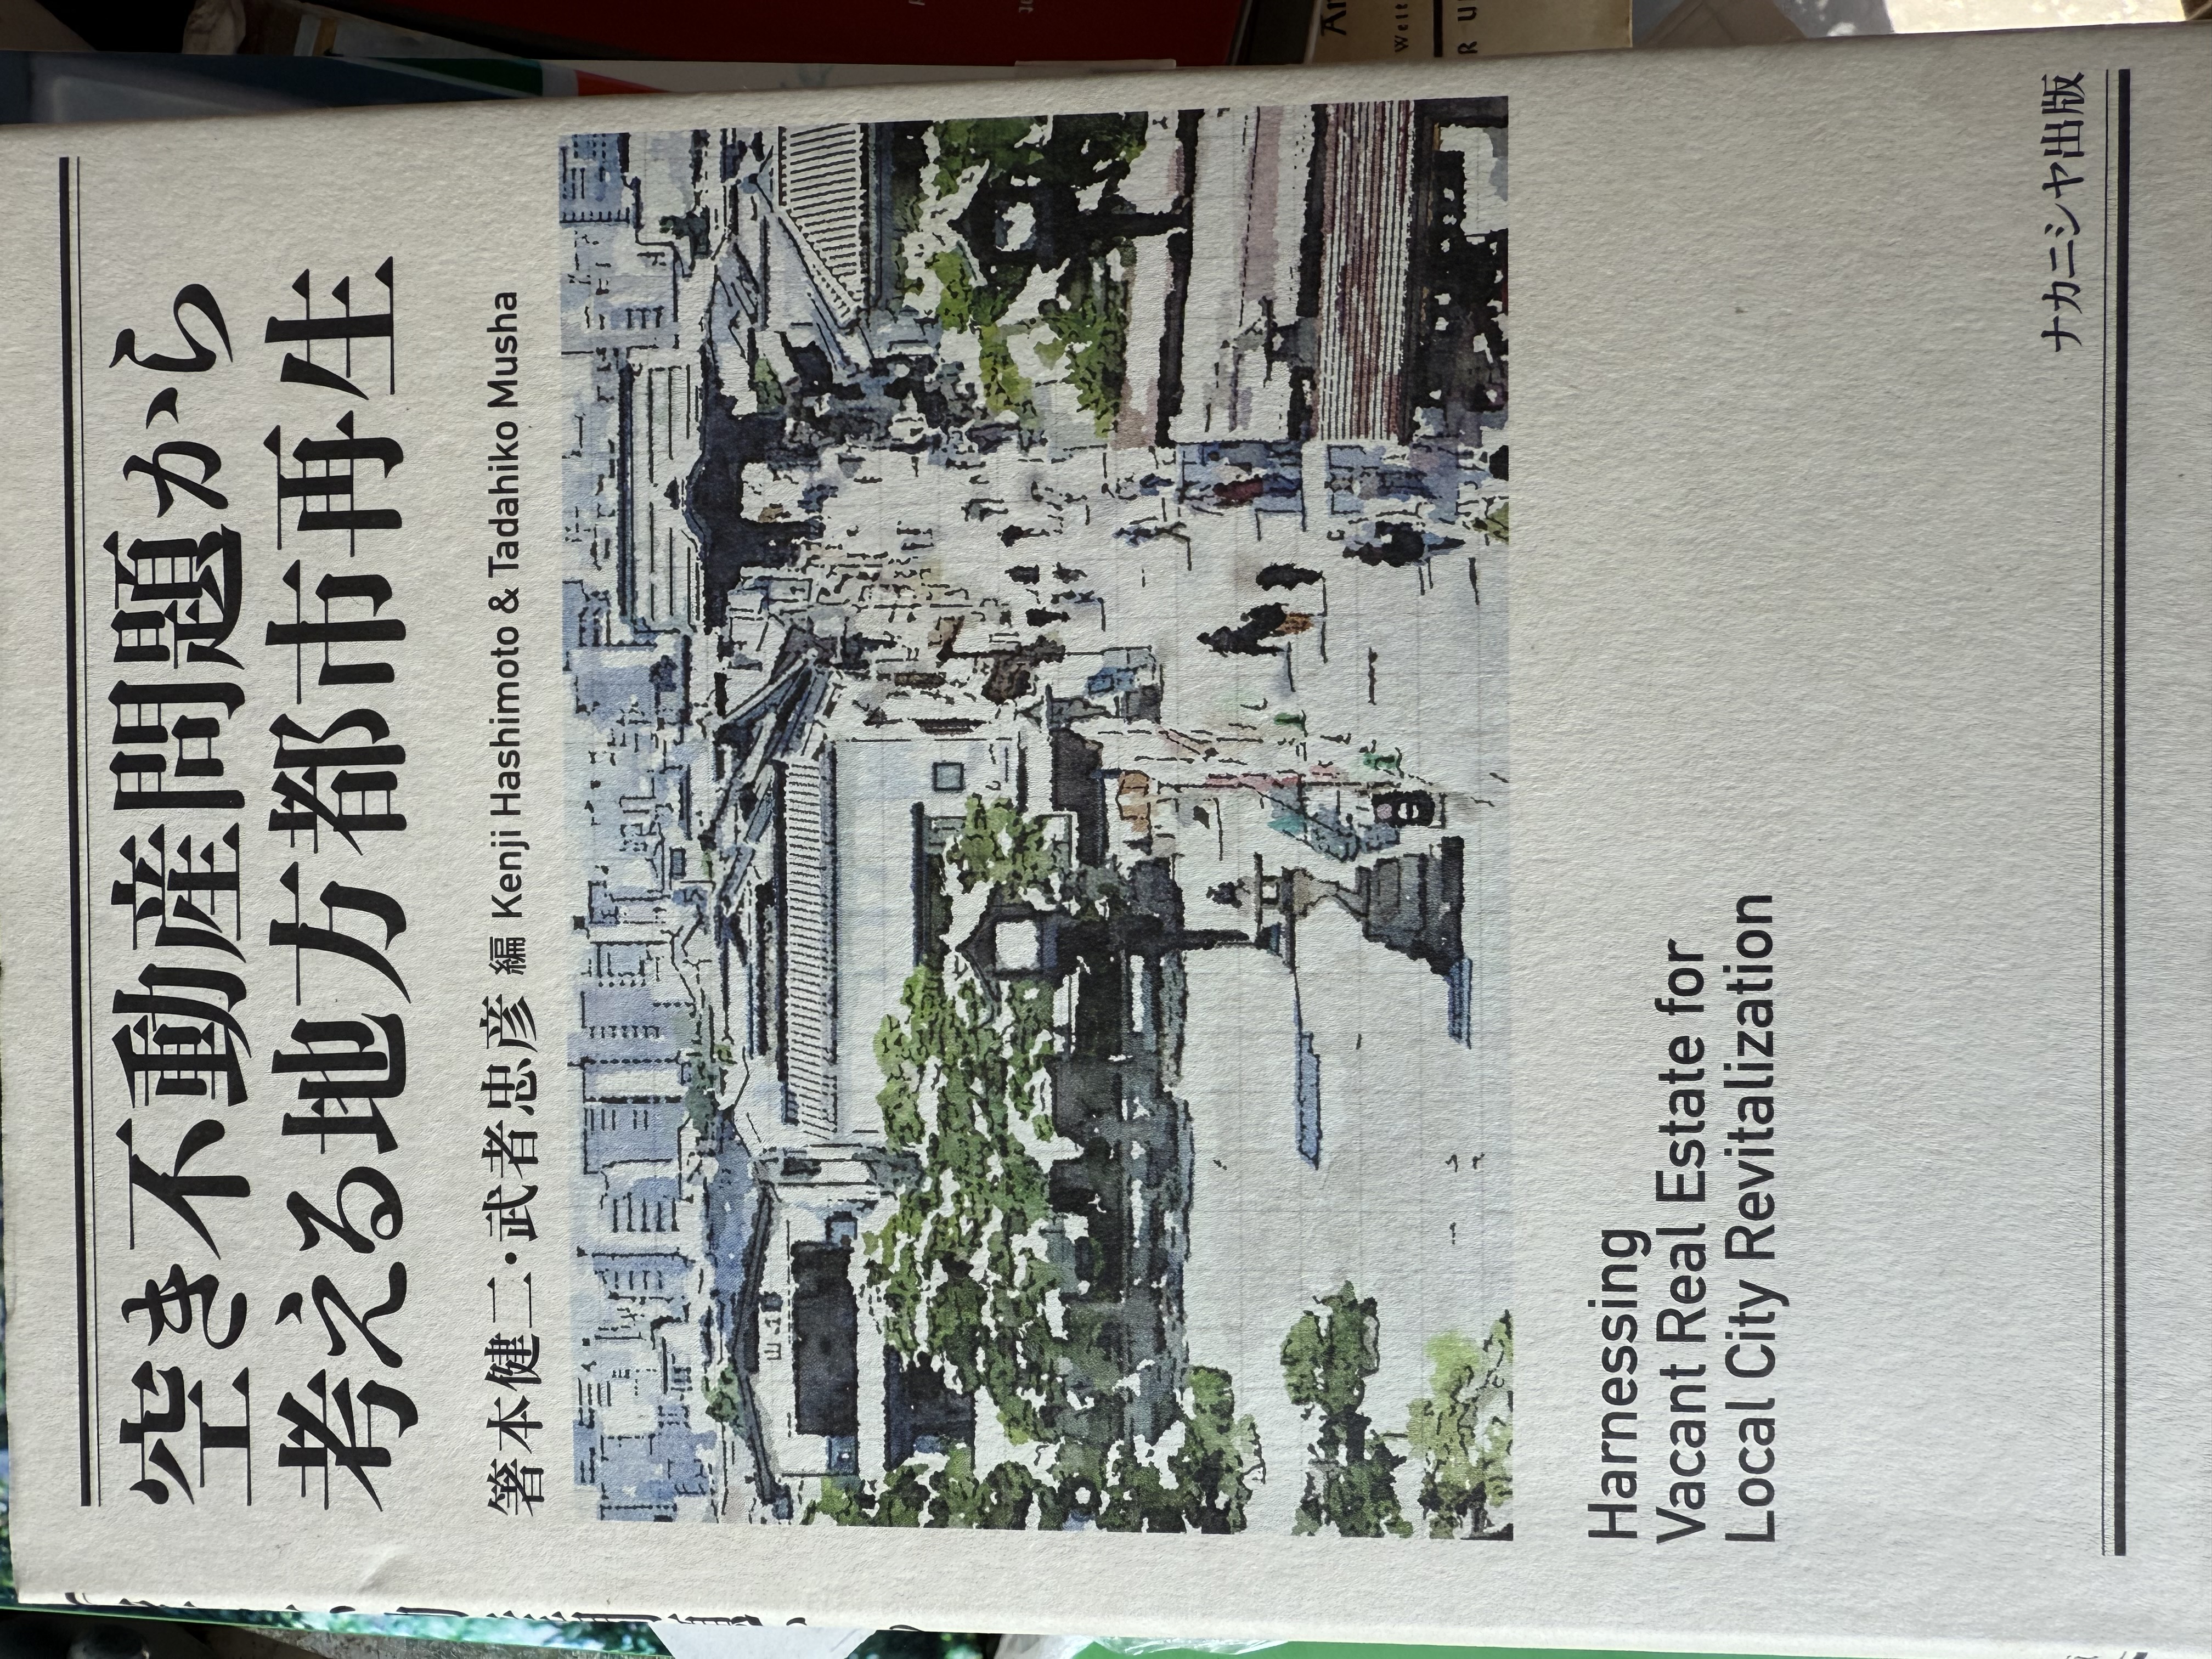 空き不動産問題から
考える地方都市再生
箸本健二・武者忠彦 編 Kenji Hashimoto & Tadahiko Musha
Harnessing
Vacant Real Estate for
Local City Revitalization
ナカニシヤ出版